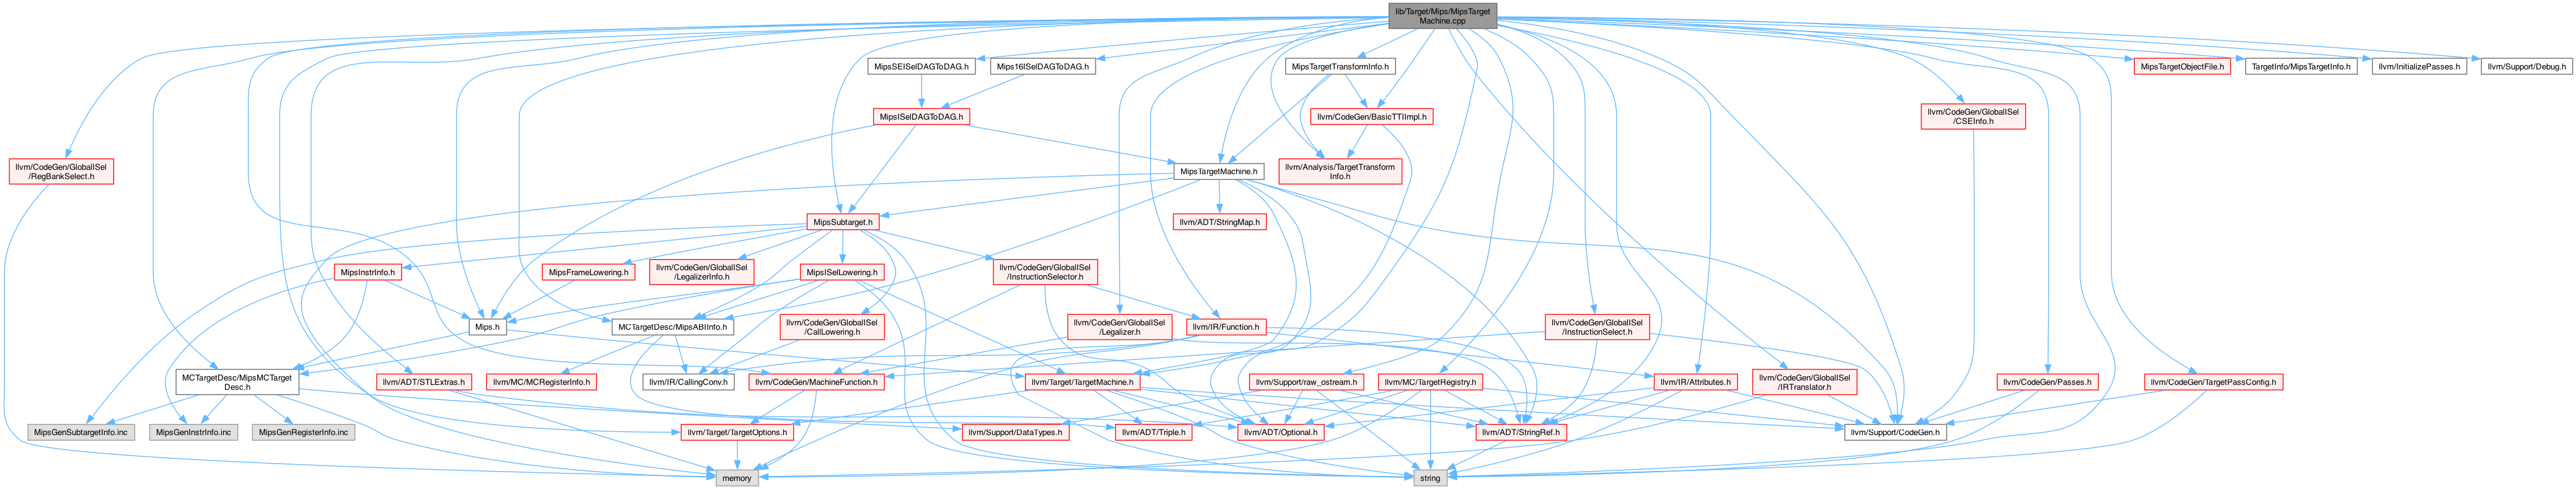 lib/Target/Mips/MipsTarget
Machine.cpp
MipsSEISelDAGToDAG.h
Mips16ISelDAGToDAG.h
MipsTargetTransformInfo.h
MipsTargetObjectFile.h
TargetInfo/MipsTargetInfo.h
llvm/InitializePasses.h
llvm/Support/Debug.h
MipsISelDAGToDAG.h
llvm/CodeGen/BasicTTIImpl.h
llvm/CodeGen/GlobalISel
/CSEInfo.h
llvm/CodeGen/GlobalISel
/RegBankSelect.h
MipsTargetMachine.h
llvm/Analysis/TargetTransform
Info.h
MipsSubtarget.h
llvm/ADT/StringMap.h
MipsInstrInfo.h
MipsFrameLowering.h
llvm/CodeGen/GlobalISel
/LegalizerInfo.h
MipsISelLowering.h
llvm/CodeGen/GlobalISel
/InstructionSelector.h
Mips.h
MCTargetDesc/MipsABIInfo.h
llvm/CodeGen/GlobalISel
/CallLowering.h
llvm/CodeGen/GlobalISel
/Legalizer.h
llvm/IR/Function.h
llvm/CodeGen/GlobalISel
/InstructionSelect.h
MCTargetDesc/MipsMCTarget
Desc.h
llvm/ADT/STLExtras.h
llvm/MC/MCRegisterInfo.h
llvm/IR/CallingConv.h
llvm/CodeGen/MachineFunction.h
llvm/Target/TargetMachine.h
llvm/Support/raw_ostream.h
llvm/MC/TargetRegistry.h
llvm/IR/Attributes.h
llvm/CodeGen/GlobalISel
/IRTranslator.h
llvm/CodeGen/Passes.h
llvm/CodeGen/TargetPassConfig.h
MipsGenSubtargetInfo.inc
MipsGenInstrInfo.inc
MipsGenRegisterInfo.inc
llvm/Target/TargetOptions.h
llvm/Support/DataTypes.h
llvm/ADT/Triple.h
llvm/ADT/Optional.h
llvm/ADT/StringRef.h
llvm/Support/CodeGen.h
memory
string